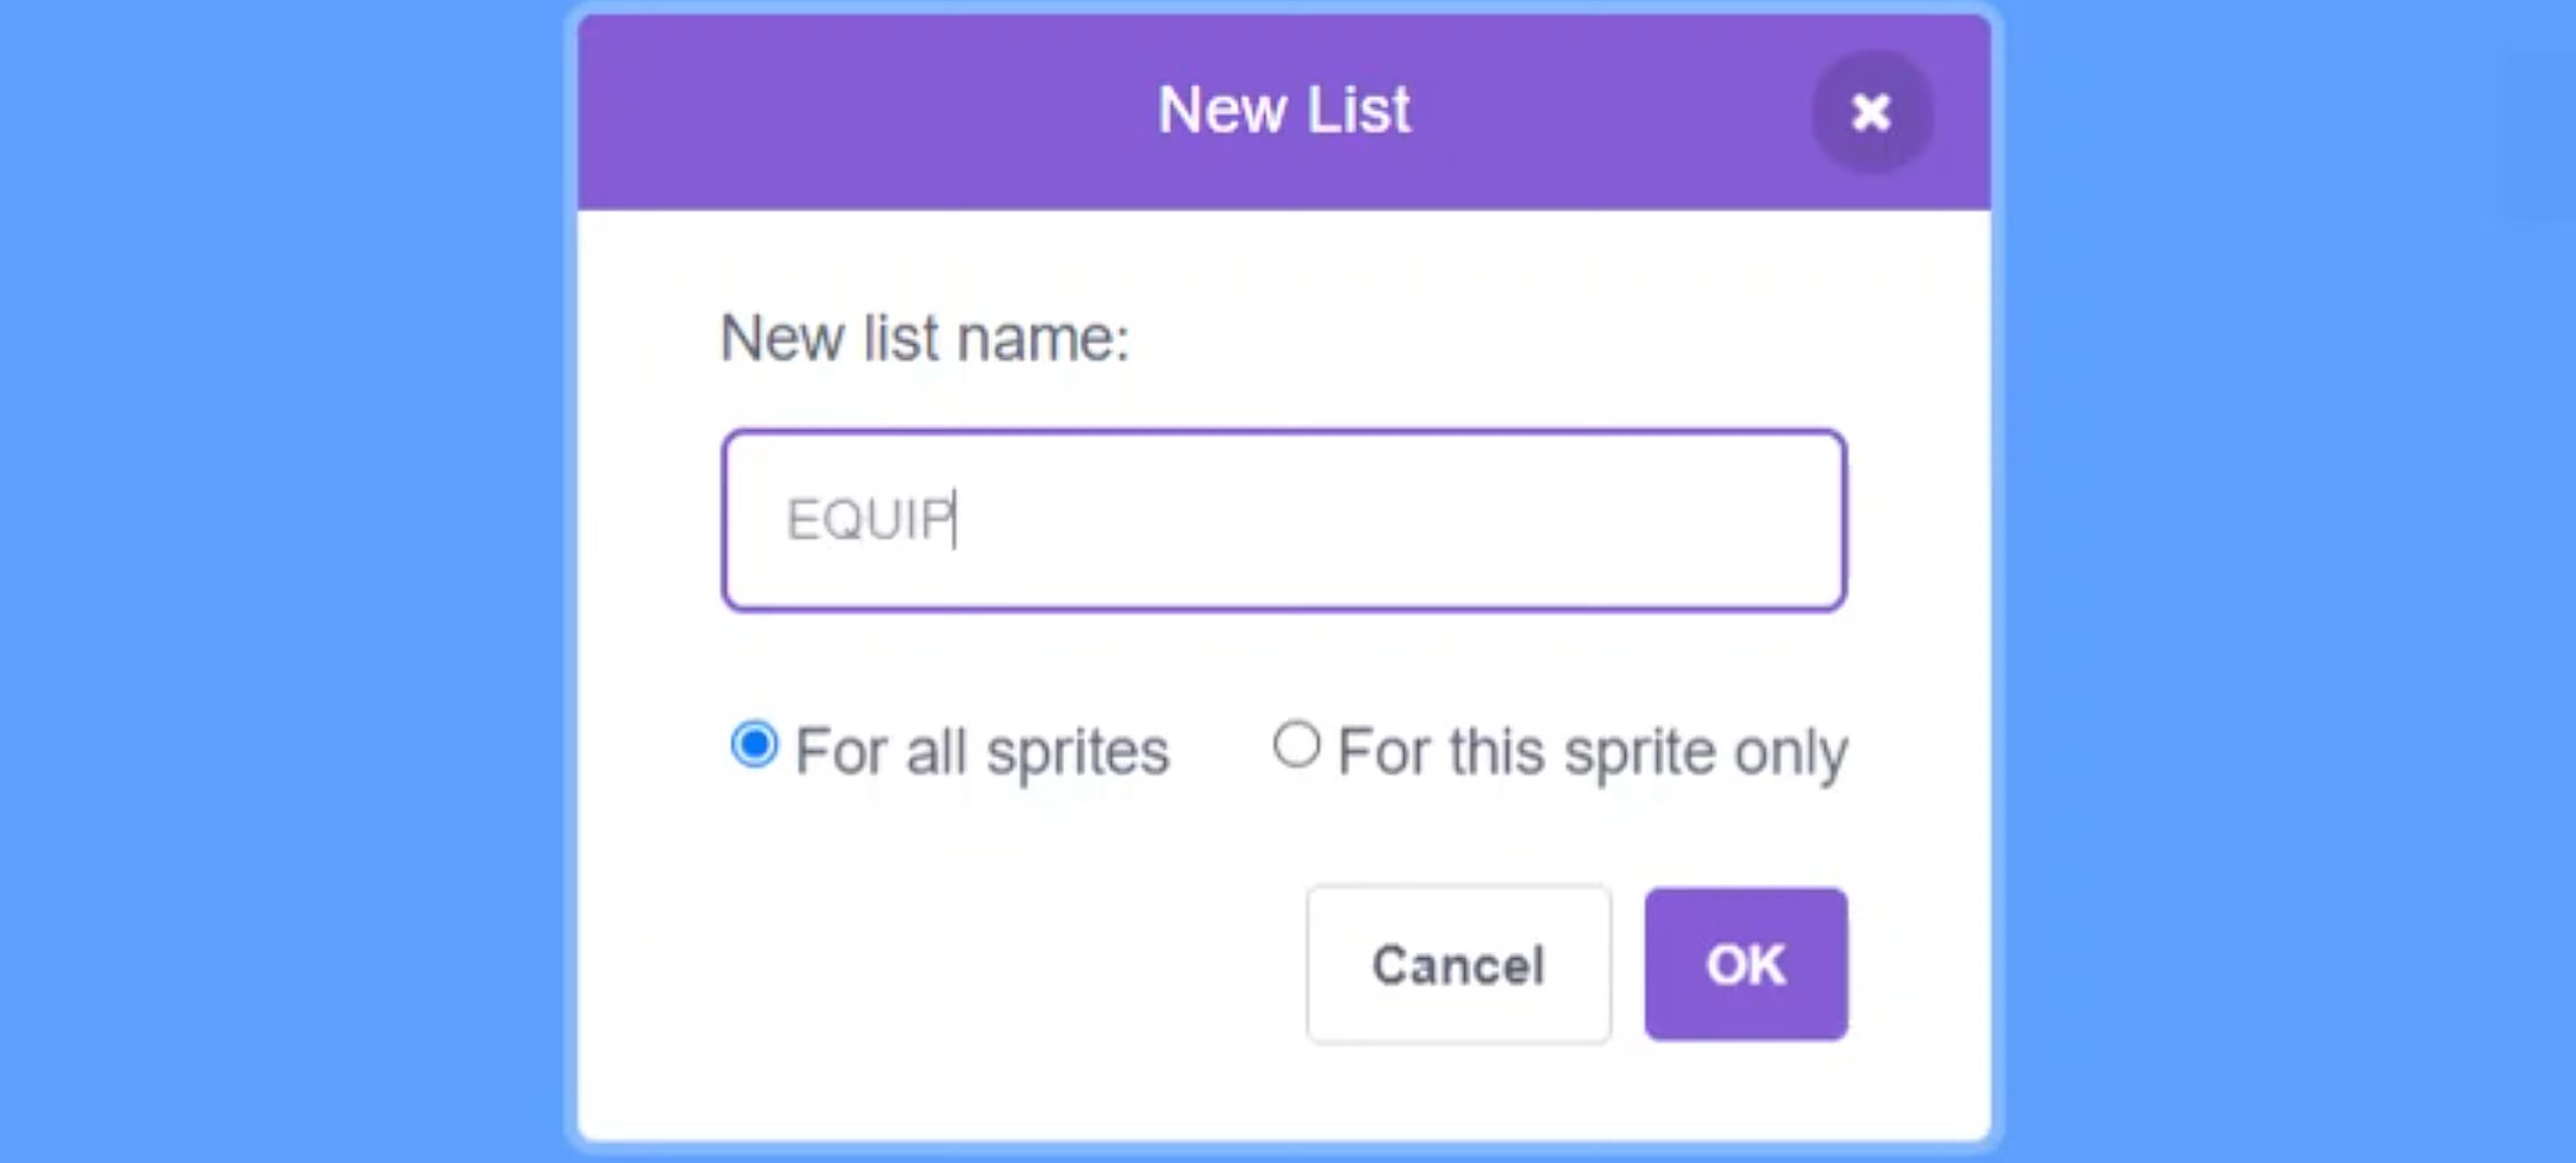 New List
New list name:
EQUIP
For all sprites
For this sprite only
Cancel
OK